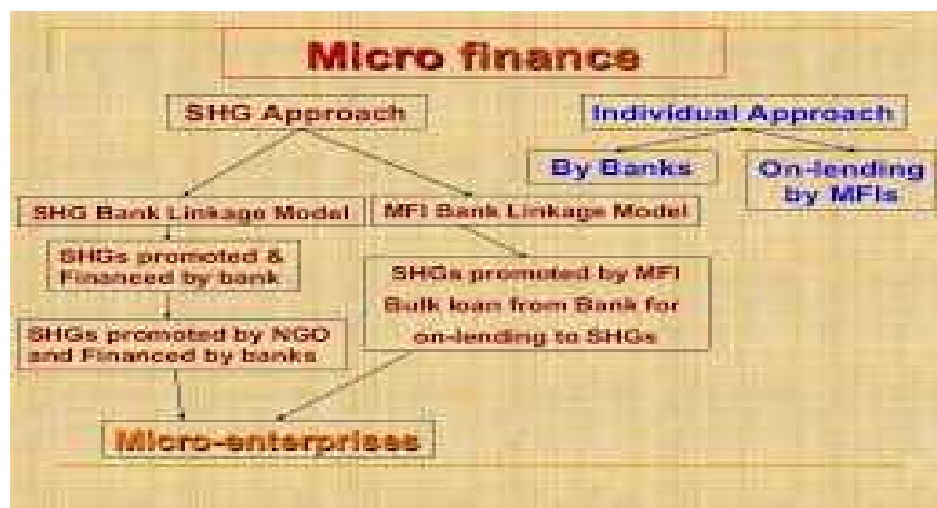 Micro finance
SHG Approach
Individual Approach
By Banks
On-lending
by MFIs
SHG Bank Linkage Model
MFI Bank Linkage Model
SHGs promoted &
Financed by bank
SHGs promoted by MFI
Bulk loan from Bank for
on-lending to SHGs
SHGs promoted by NGO
and Financed by banks
Micro-enterprises